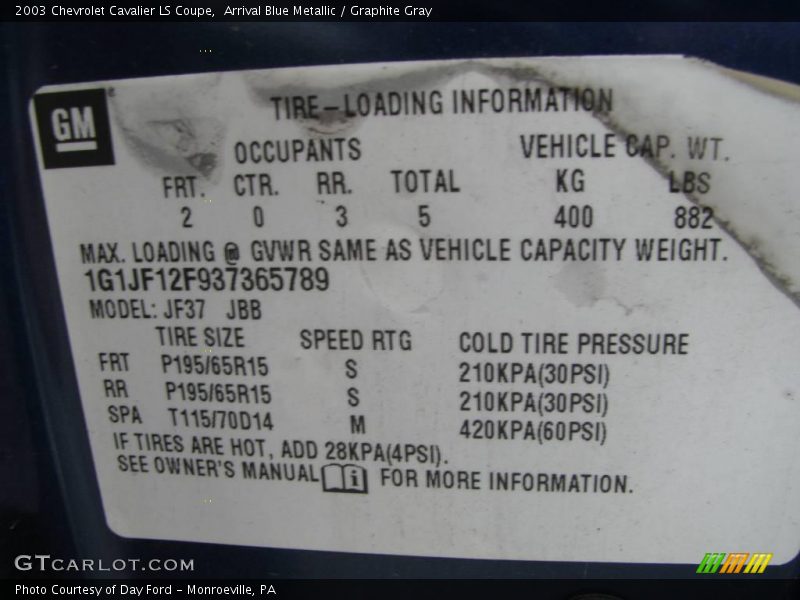 2003 Chevrolet Cavalier LS Coupe,  Arrival Blue Metallic / Graphite Gray
GM
TIRE-LOADING INFORMATION
OCCUPANTS VEHICLE CAP. WT.
FRT. CTR. RR. TOTAL KG LBS
2 0 3 5 400 882
MAX. LOADING @ GVWR SAME AS VEHICLE CAPACITY WEIGHT.
1G1JF12F937365789
MODEL: JF37 JBB
TIRE SIZE SPEED RTG COLD TIRE PRESSURE
FRT P195/65R15 S 210KPA(30PSI)
RR P195/65R15 S 210KPA(30PSI)
SPA T115/70D14 M 420KPA(60PSI)
IF TIRES ARE HOT, ADD 28KPA(4PSI).
SEE OWNER'S MANUAL i FOR MORE INFORMATION.
GTCARLOT.COM
Photo Courtesy of Day Ford - Monroeville, PA